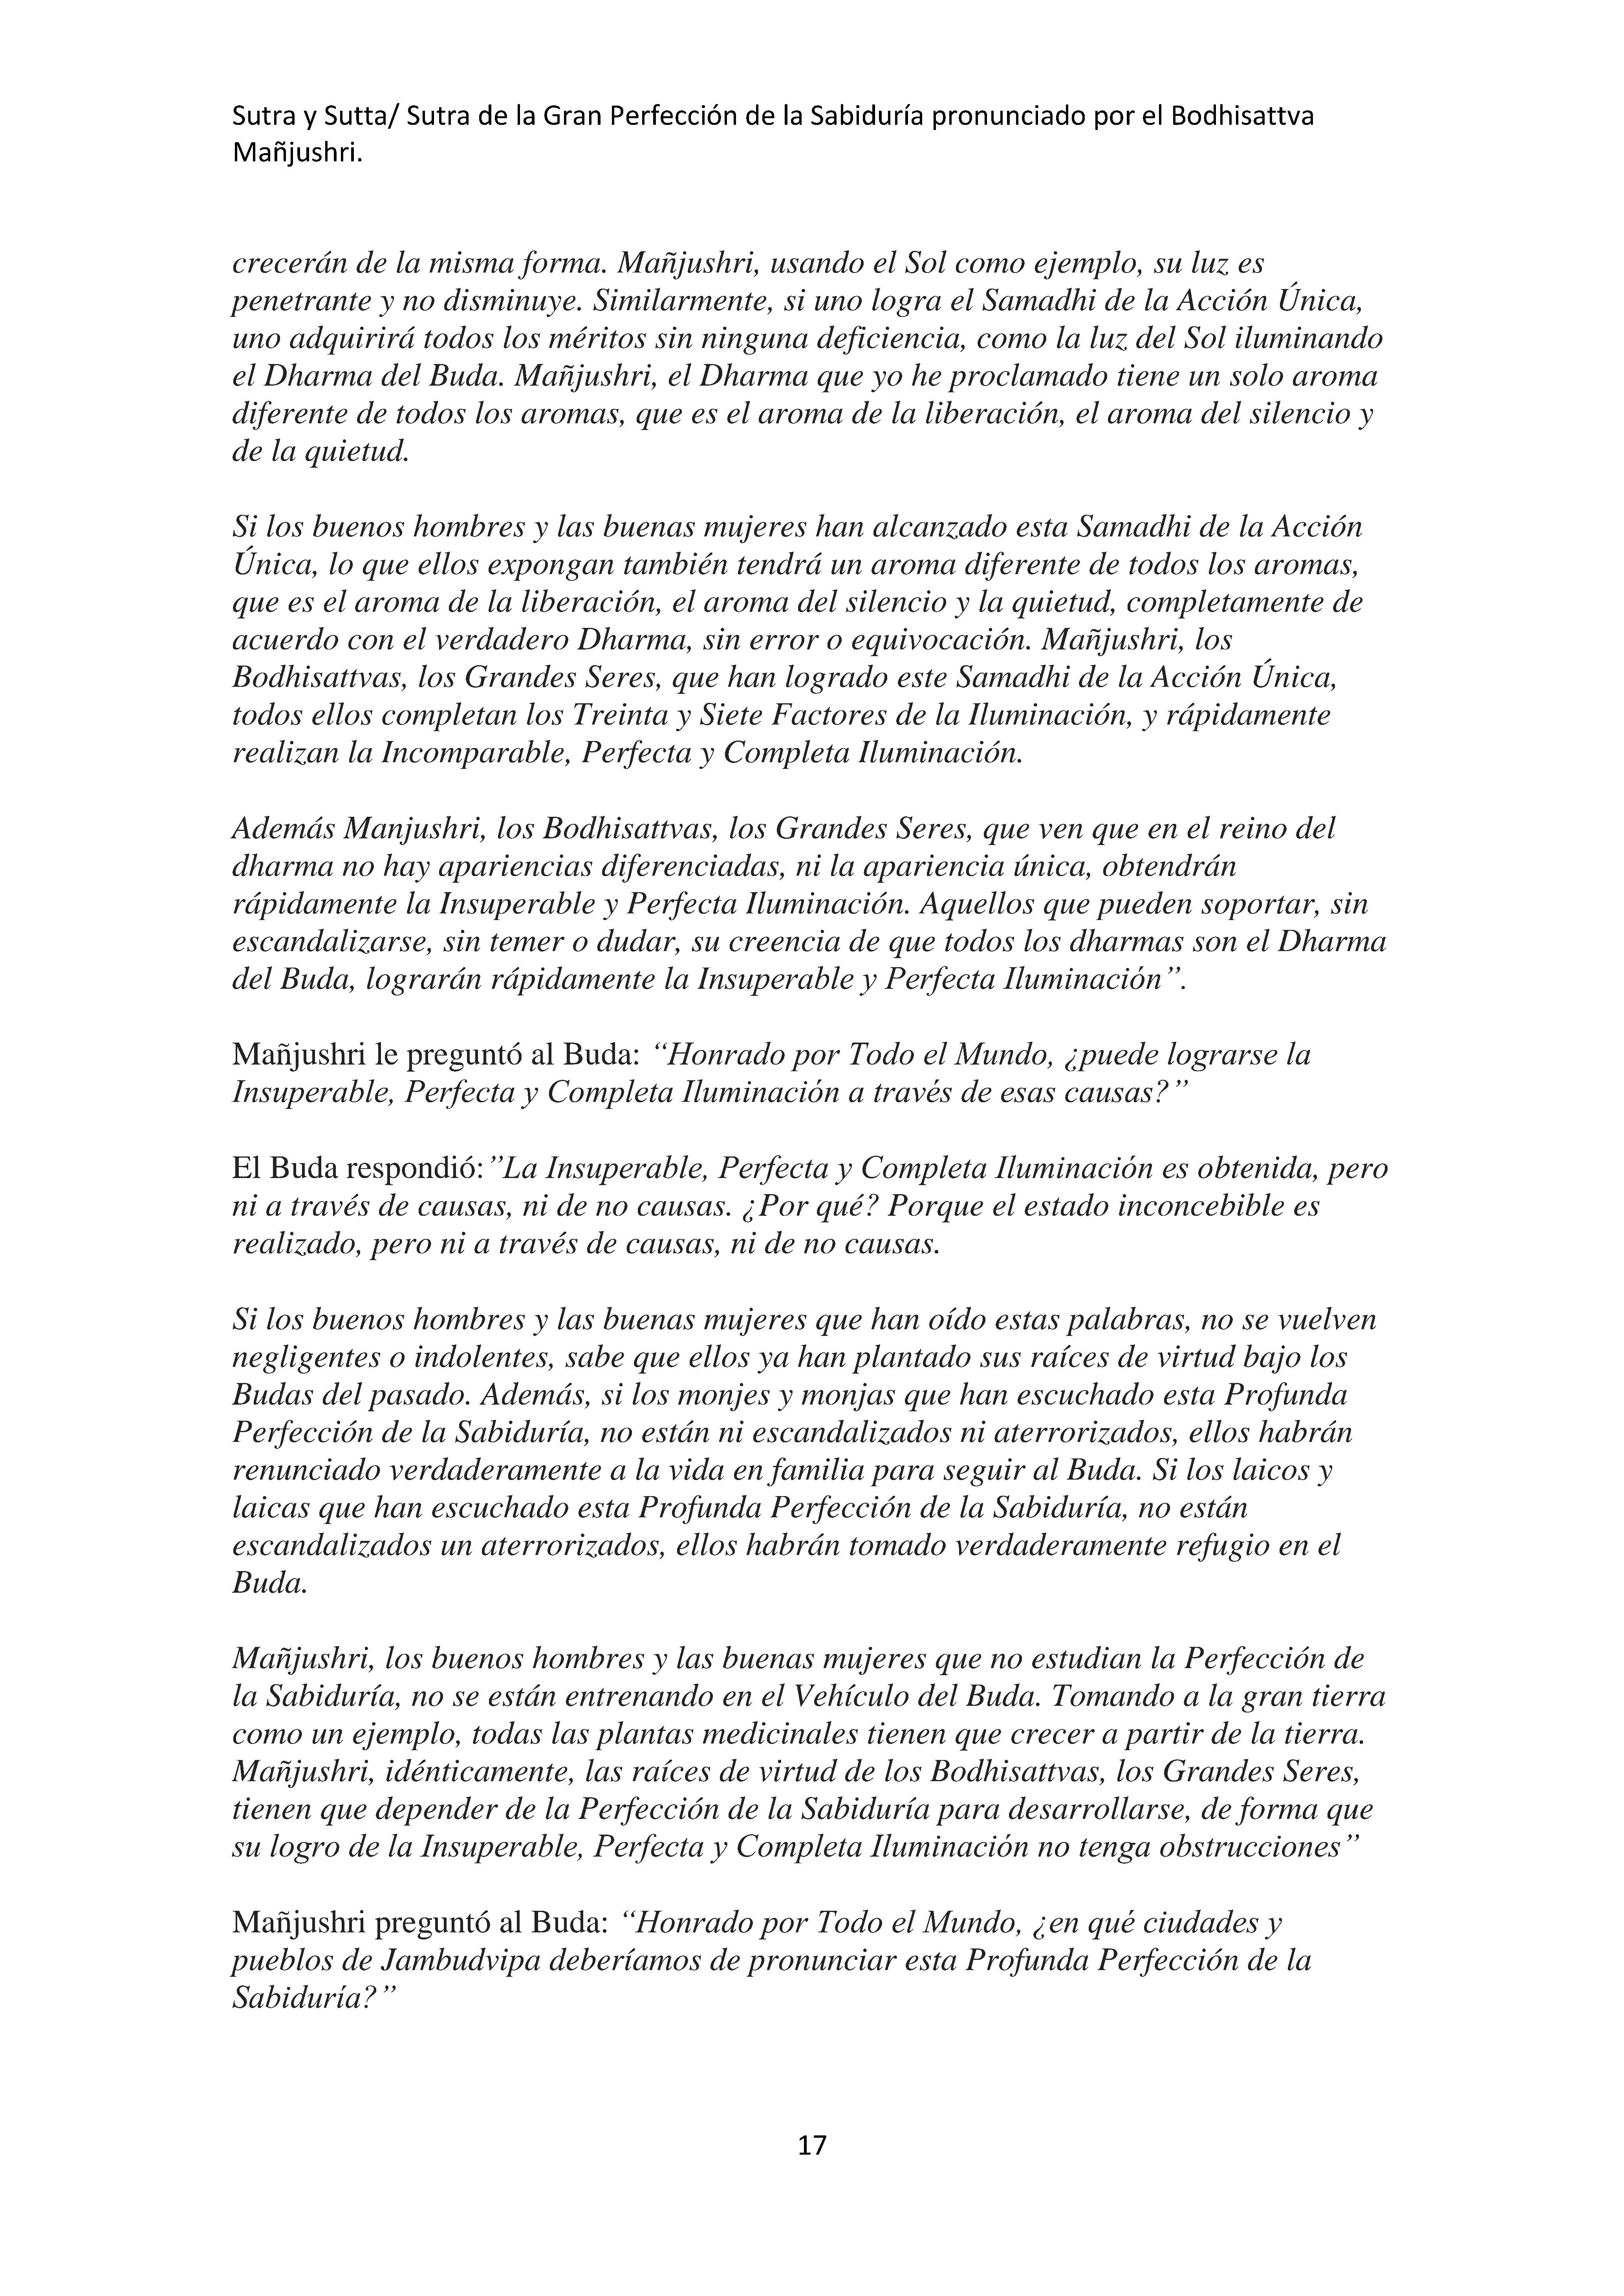 Sutra y Sutta/ Sutra de la Gran Perfección de la Sabiduría pronunciado por el Bodhisattva
Mañjushri.
crecerán de la misma forma. Mañjushri, usando el Sol como ejemplo, su luz es
penetrante y no disminuye. Similarmente, si uno logra el Samadhi de la Acción Única,
uno adquirirá todos los méritos sin ninguna deficiencia, como la luz del Sol iluminando
el Dharma del Buda. Mañjushri, el Dharma que yo he proclamado tiene un solo aroma
diferente de todos los aromas, que es el aroma de la liberación, el aroma del silencio y
de la quietud.
Si los buenos hombres y las buenas mujeres han alcanzado esta Samadhi de la Acción
Única, lo que ellos expongan también tendrá un aroma diferente de todos los aromas,
que es el aroma de la liberación, el aroma del silencio y la quietud, completamente de
acuerdo con el verdadero Dharma, sin error o equivocación. Mañjushri, los
Bodhisattvas, los Grandes Seres, que han logrado este Samadhi de la Acción Única,
todos ellos completan los Treinta y Siete Factores de la Iluminación, y rápidamente
realizan la Incomparable, Perfecta y Completa Iluminación.
Además Manjushri, los Bodhisattvas, los Grandes Seres, que ven que en el reino del
dharma no hay apariencias diferenciadas, ni la apariencia única, obtendrán
rápidamente la Insuperable y Perfecta Iluminación. Aquellos que pueden soportar, sin
escandalizarse, sin temer o dudar, su creencia de que todos los dharmas son el Dharma
del Buda, lograrán rápidamente la Insuperable y Perfecta Iluminación”.
Mañjushri le preguntó al Buda: “Honrado por Todo el Mundo, ¿puede lograrse la
Insuperable, Perfecta y Completa Iluminación a través de esas causas?”
El Buda respondió:”La Insuperable, Perfecta y Completa Iluminación es obtenida, pero
ni a través de causas, ni de no causas. ¿Por qué? Porque el estado inconcebible es
realizado, pero ni a través de causas, ni de no causas.
Si los buenos hombres y las buenas mujeres que han oído estas palabras, no se vuelven
negligentes o indolentes, sabe que ellos ya han plantado sus raíces de virtud bajo los
Budas del pasado. Además, si los monjes y monjas que han escuchado esta Profunda
Perfección de la Sabiduría, no están ni escandalizados ni aterrorizados, ellos habrán
renunciado verdaderamente a la vida en familia para seguir al Buda. Si los laicos y
laicas que han escuchado esta Profunda Perfección de la Sabiduría, no están
escandalizados un aterrorizados, ellos habrán tomado verdaderamente refugio en el
Buda.
Mañjushri, los buenos hombres y las buenas mujeres que no estudian la Perfección de
la Sabiduría, no se están entrenando en el Vehículo del Buda. Tomando a la gran tierra
como un ejemplo, todas las plantas medicinales tienen que crecer a partir de la tierra.
Mañjushri, idénticamente, las raíces de virtud de los Bodhisattvas, los Grandes Seres,
tienen que depender de la Perfección de la Sabiduría para desarrollarse, de forma que
su logro de la Insuperable, Perfecta y Completa Iluminación no tenga obstrucciones”
Mañjushri preguntó al Buda: “Honrado por Todo el Mundo, ¿en qué ciudades y
pueblos de Jambudvipa deberíamos de pronunciar esta Profunda Perfección de la
Sabiduría?”
17